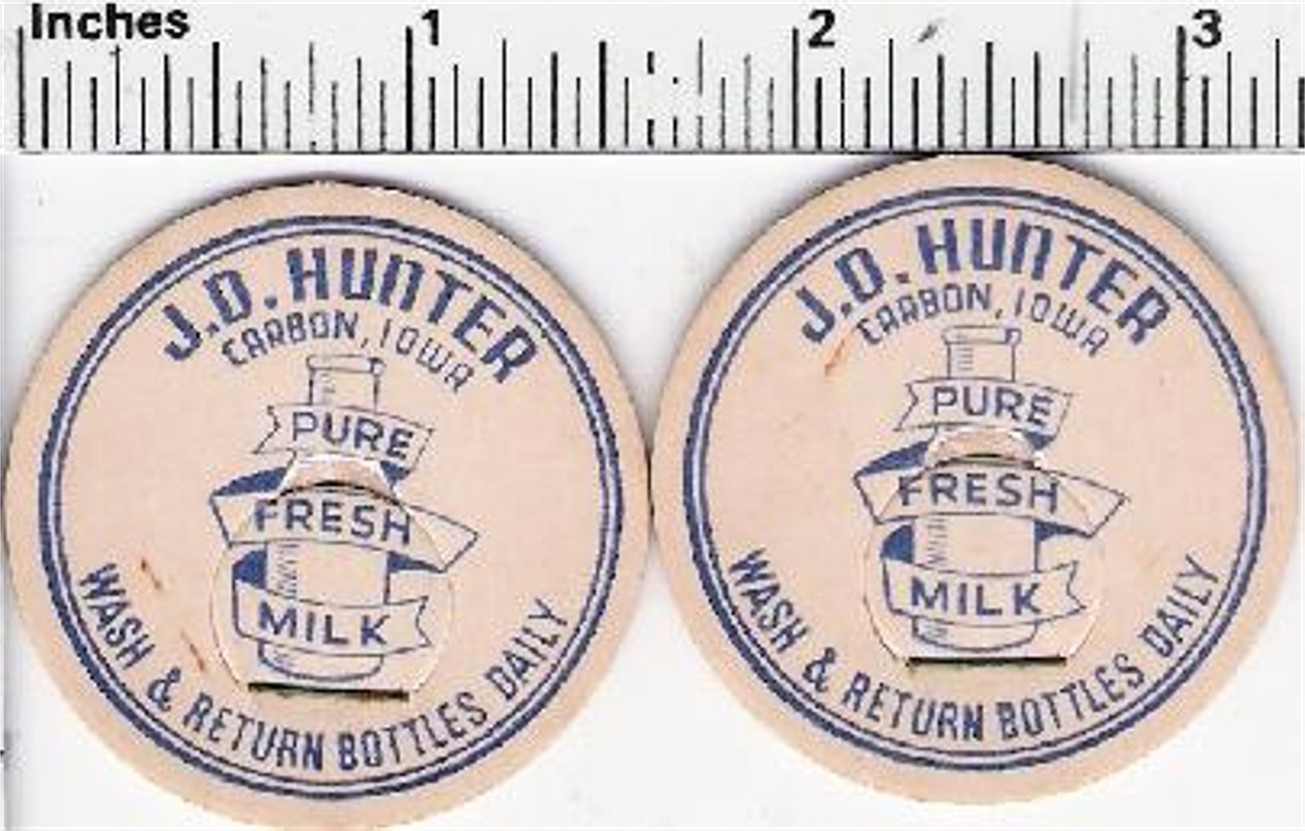 Inches 1 2 3
J.D. HUNTER
CARBON, IOWA
PURE
FRESH
MILK
WASH & RETURN BOTTLES DAILY
J.D. HUNTER
CARBON, IOWA
PURE
FRESH
MILK
WASH & RETURN BOTTLES DAILY